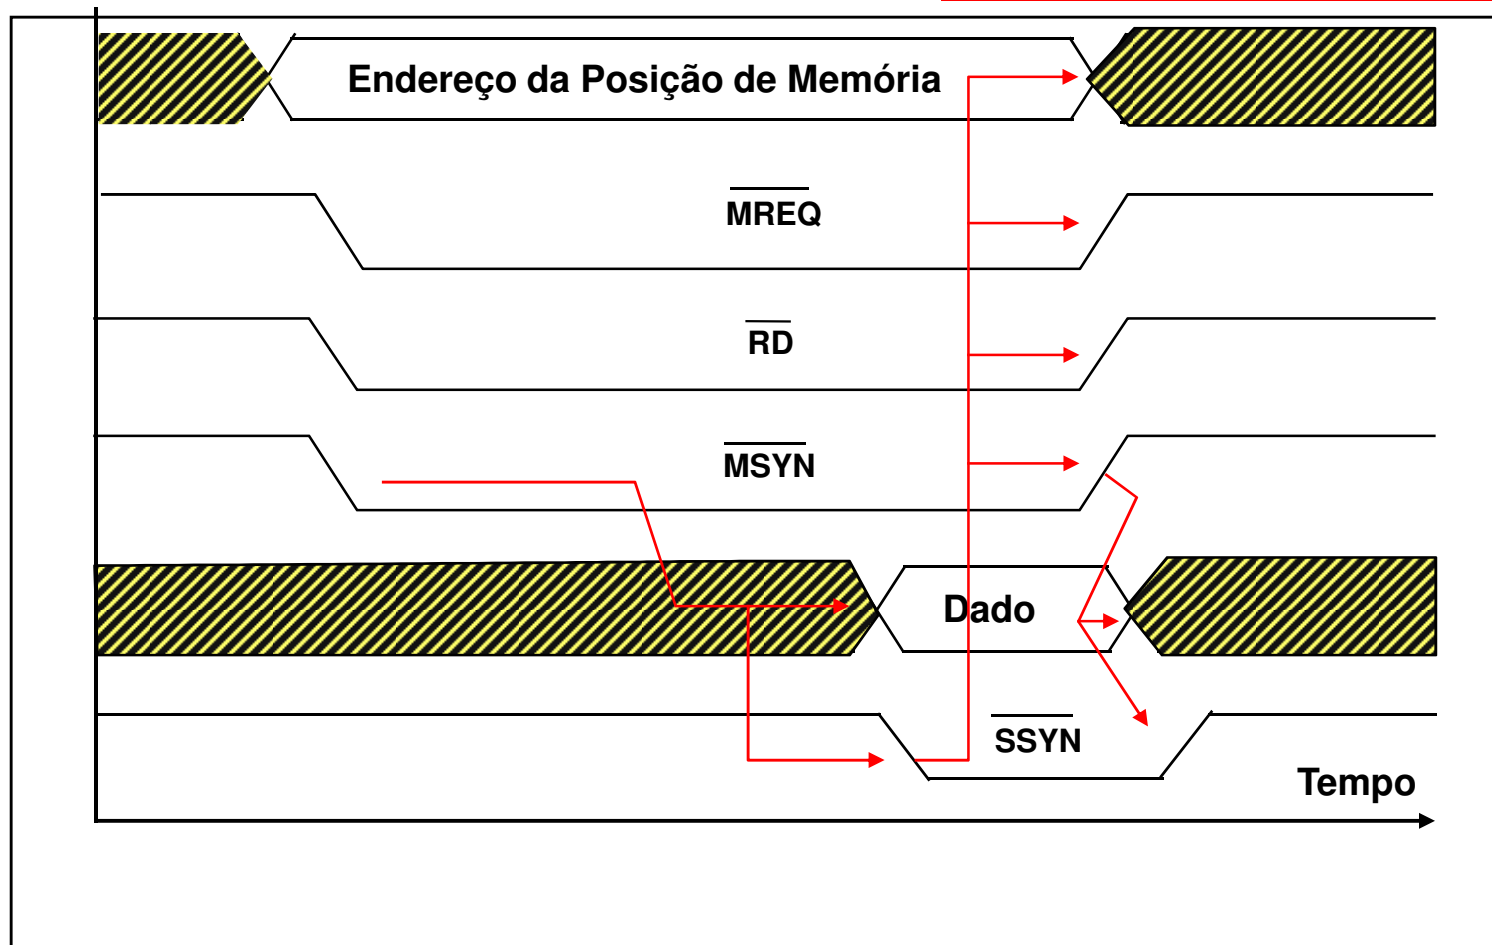 Endereço da Posição de Memória
MREQ
RD
MSYN
Dado
SSYN
Tempo